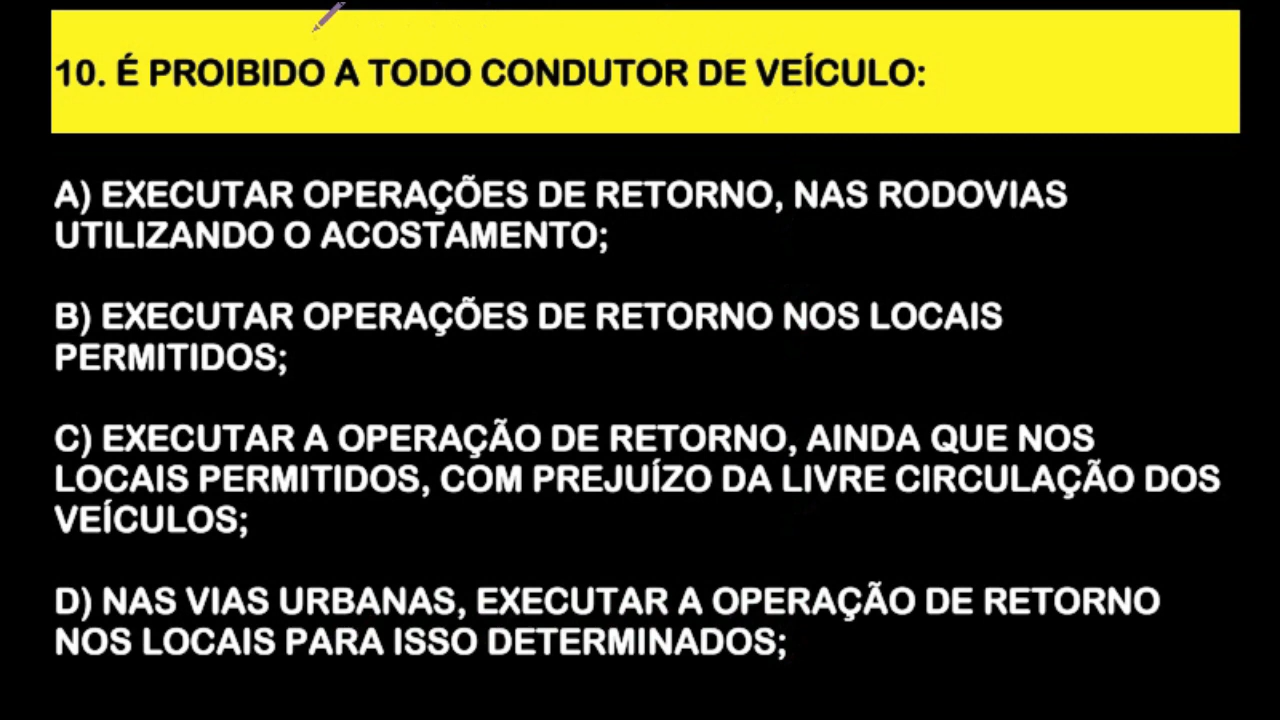 10. É PROIBIDO A TODO CONDUTOR DE VEÍCULO:
A) EXECUTAR OPERAÇÕES DE RETORNO, NAS RODOVIAS
UTILIZANDO O ACOSTAMENTO;
B) EXECUTAR OPERAÇÕES DE RETORNO NOS LOCAIS
PERMITIDOS;
C) EXECUTAR A OPERAÇÃO DE RETORNO, AINDA QUE NOS
LOCAIS PERMITIDOS, COM PREJUÍZO DA LIVRE CIRCULAÇÃO DOS
VEÍCULOS;
D) NAS VIAS URBANAS, EXECUTAR A OPERAÇÃO DE RETORNO
NOS LOCAIS PARA ISSO DETERMINADOS;